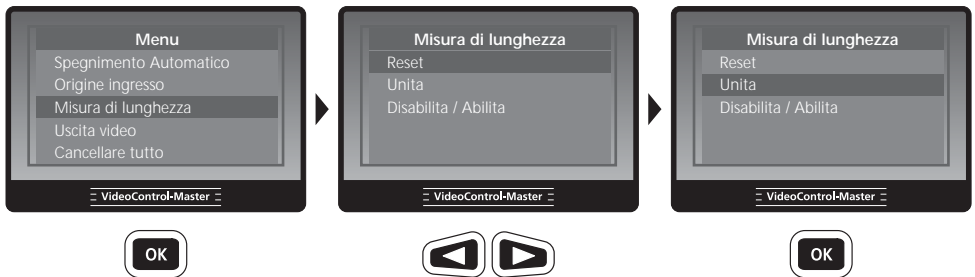 Menu
Spegnimento Automatico
Origine ingresso
Misura di lunghezza
Uscita video
Cancellare tutto
VideoControl-Master
OK
Misura di lunghezza
Reset
Unita
Disabilita / Abilita
VideoControl-Master
Misura di lunghezza
Reset
Unita
Disabilita / Abilita
VideoControl-Master
OK